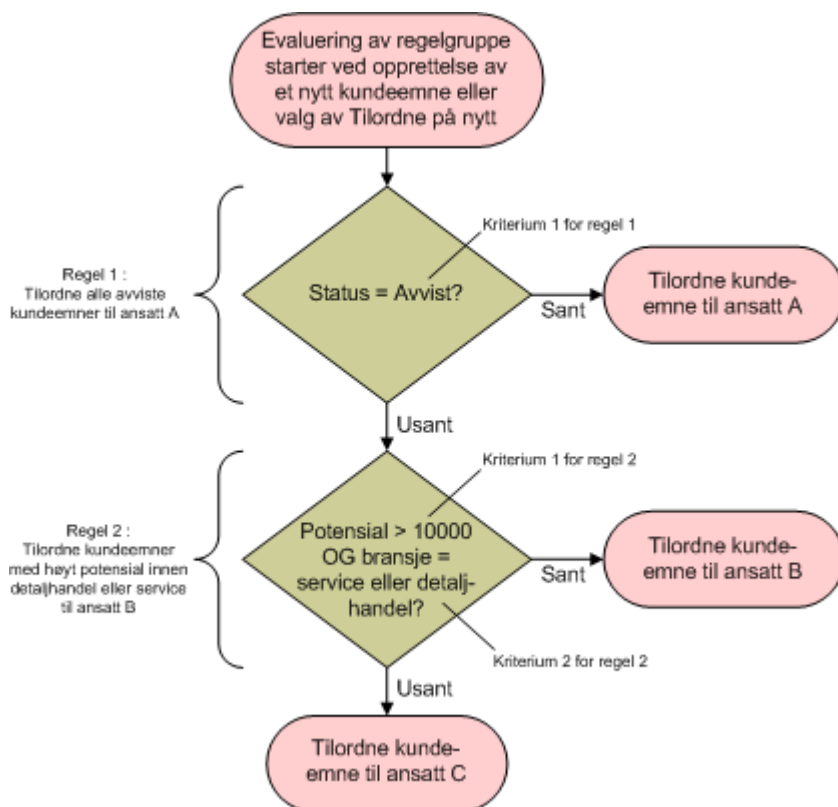 Evaluering av regelgruppe
starter ved opprettelse av
et nytt kundeemne eller
valg av Tilordne på nytt
Kriterium 1 for regel 1
Regel 1 :
Tilordne alle avviste
kundeemner til ansatt A
Status = Avvist?
Sant
Tilordne kunde-
emne til ansatt A
Usant
Kriterium 1 for regel 2
Regel 2 :
Tilordne kundeemner
med høyt potensial innen
detaljhandel eller service
til ansatt B
Potensial > 10000
OG bransje =
service eller detalj-
handel?
Sant
Tilordne kunde-
emne til ansatt B
Kriterium 2 for regel 2
Usant
Tilordne kunde-
emne til ansatt C